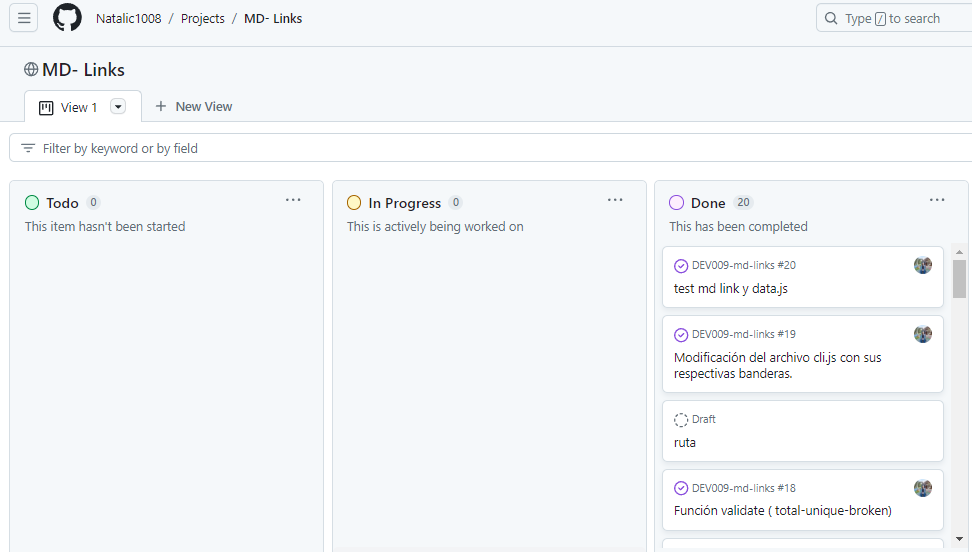 Natalic1008 / Projects / MD- Links
Type / to search
MD- Links
View 1
+ New View
Filter by keyword or by field
Todo 0
This item hasn't been started
In Progress 0
This is actively being worked on
Done 20
This has been completed
DEV009-md-links #20
test md link y data.js
DEV009-md-links #19
Modificación del archivo cli.js con sus
respectivas banderas.
Draft
ruta
DEV009-md-links #18
Función validate ( total-unique-broken)